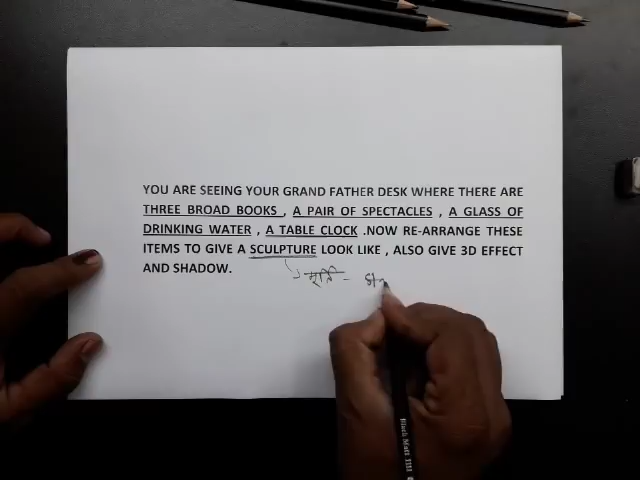 YOU ARE SEEING YOUR GRAND FATHER DESK WHERE THERE ARE
THREE BROAD BOOKS , A PAIR OF SPECTACLES , A GLASS OF
DRINKING WATER , A TABLE CLOCK .NOW RE-ARRANGE THESE
ITEMS TO GIVE A SCULPTURE LOOK LIKE , ALSO GIVE 3D EFFECT
AND SHADOW.
मूर्ति -